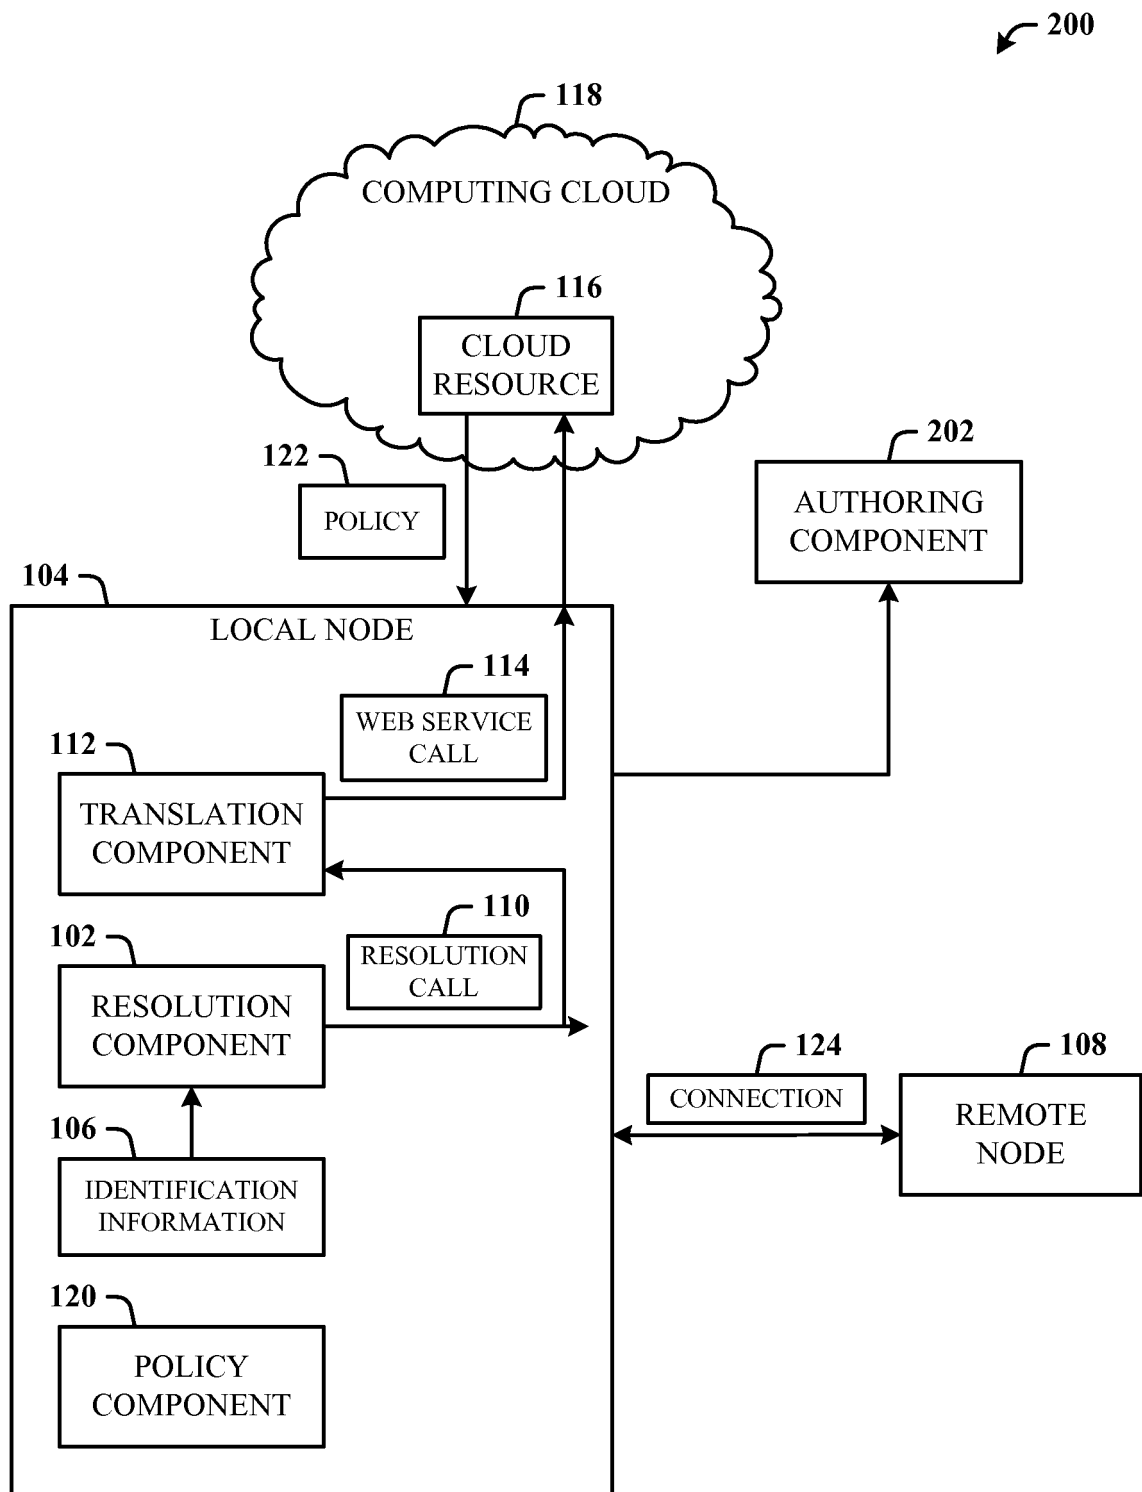 200
118
COMPUTING CLOUD
116
CLOUD
RESOURCE
122
POLICY
202
AUTHORING
COMPONENT
104
LOCAL NODE
114
WEB SERVICE
CALL
112
TRANSLATION
COMPONENT
110
RESOLUTION
CALL
102
RESOLUTION
COMPONENT
124
CONNECTION
108
REMOTE
NODE
106
IDENTIFICATION
INFORMATION
120
POLICY
COMPONENT